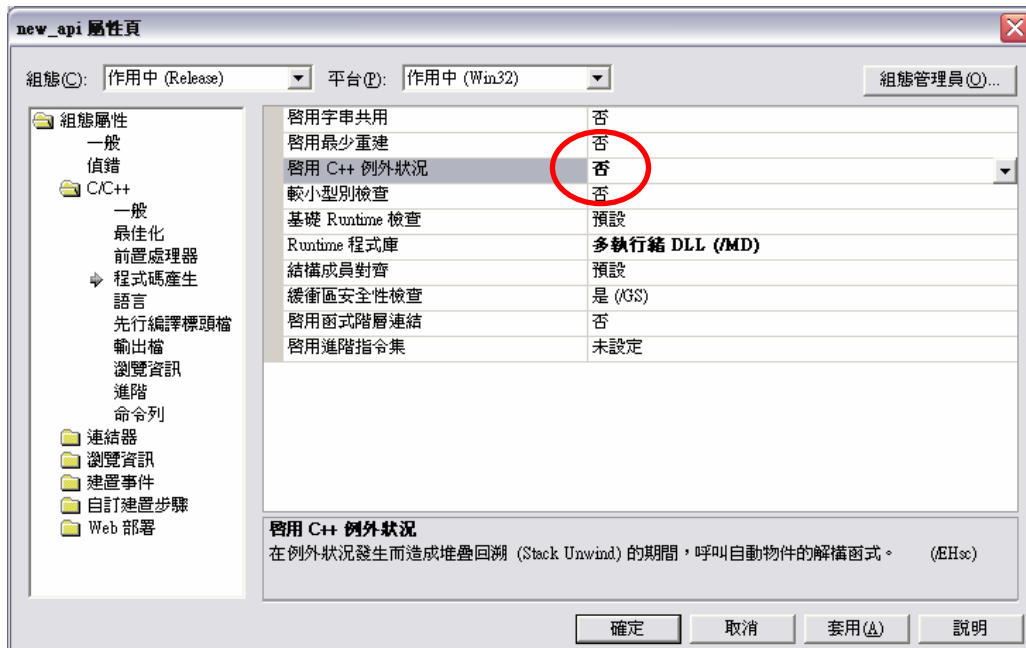 new_api 屬性頁
組態(C): 作用中 (Release) 平台(P): 作用中 (Win32) 組態管理員(O)...
組態屬性
一般
偵錯
C/C++
一般
最佳化
前置處理器
程式碼產生
語言
先行編譯標頭檔
輸出檔
瀏覽資訊
進階
命令列
連結器
瀏覽資訊
建置事件
自訂建置步驟
Web 部署
啓用字串共用 否
啓用最少重建 否
啓用 C++ 例外狀況 否
較小型別檢查 否
基礎 Runtime 檢查 預設
Runtime 程式庫 多執行緒 DLL (/MD)
結構成員對齊 預設
緩衝區安全性檢查 是 (/GS)
啓用函式階層連結 否
啓用進階指令集 未設定
啓用 C++ 例外狀況
在例外狀況發生而造成堆疊回溯 (Stack Unwind) 的期間，呼叫自動物件的解構函式。 (/EHsc)
確定 取消 套用(A) 說明